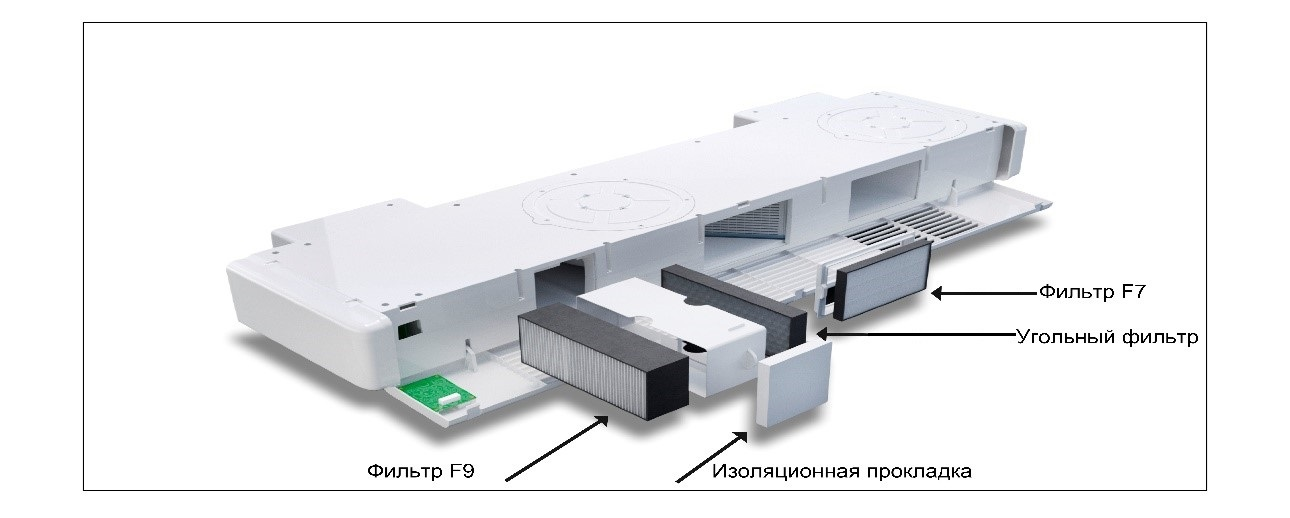 Фильтр F7
Угольный фильтр
Фильтр F9
Изоляционная прокладка